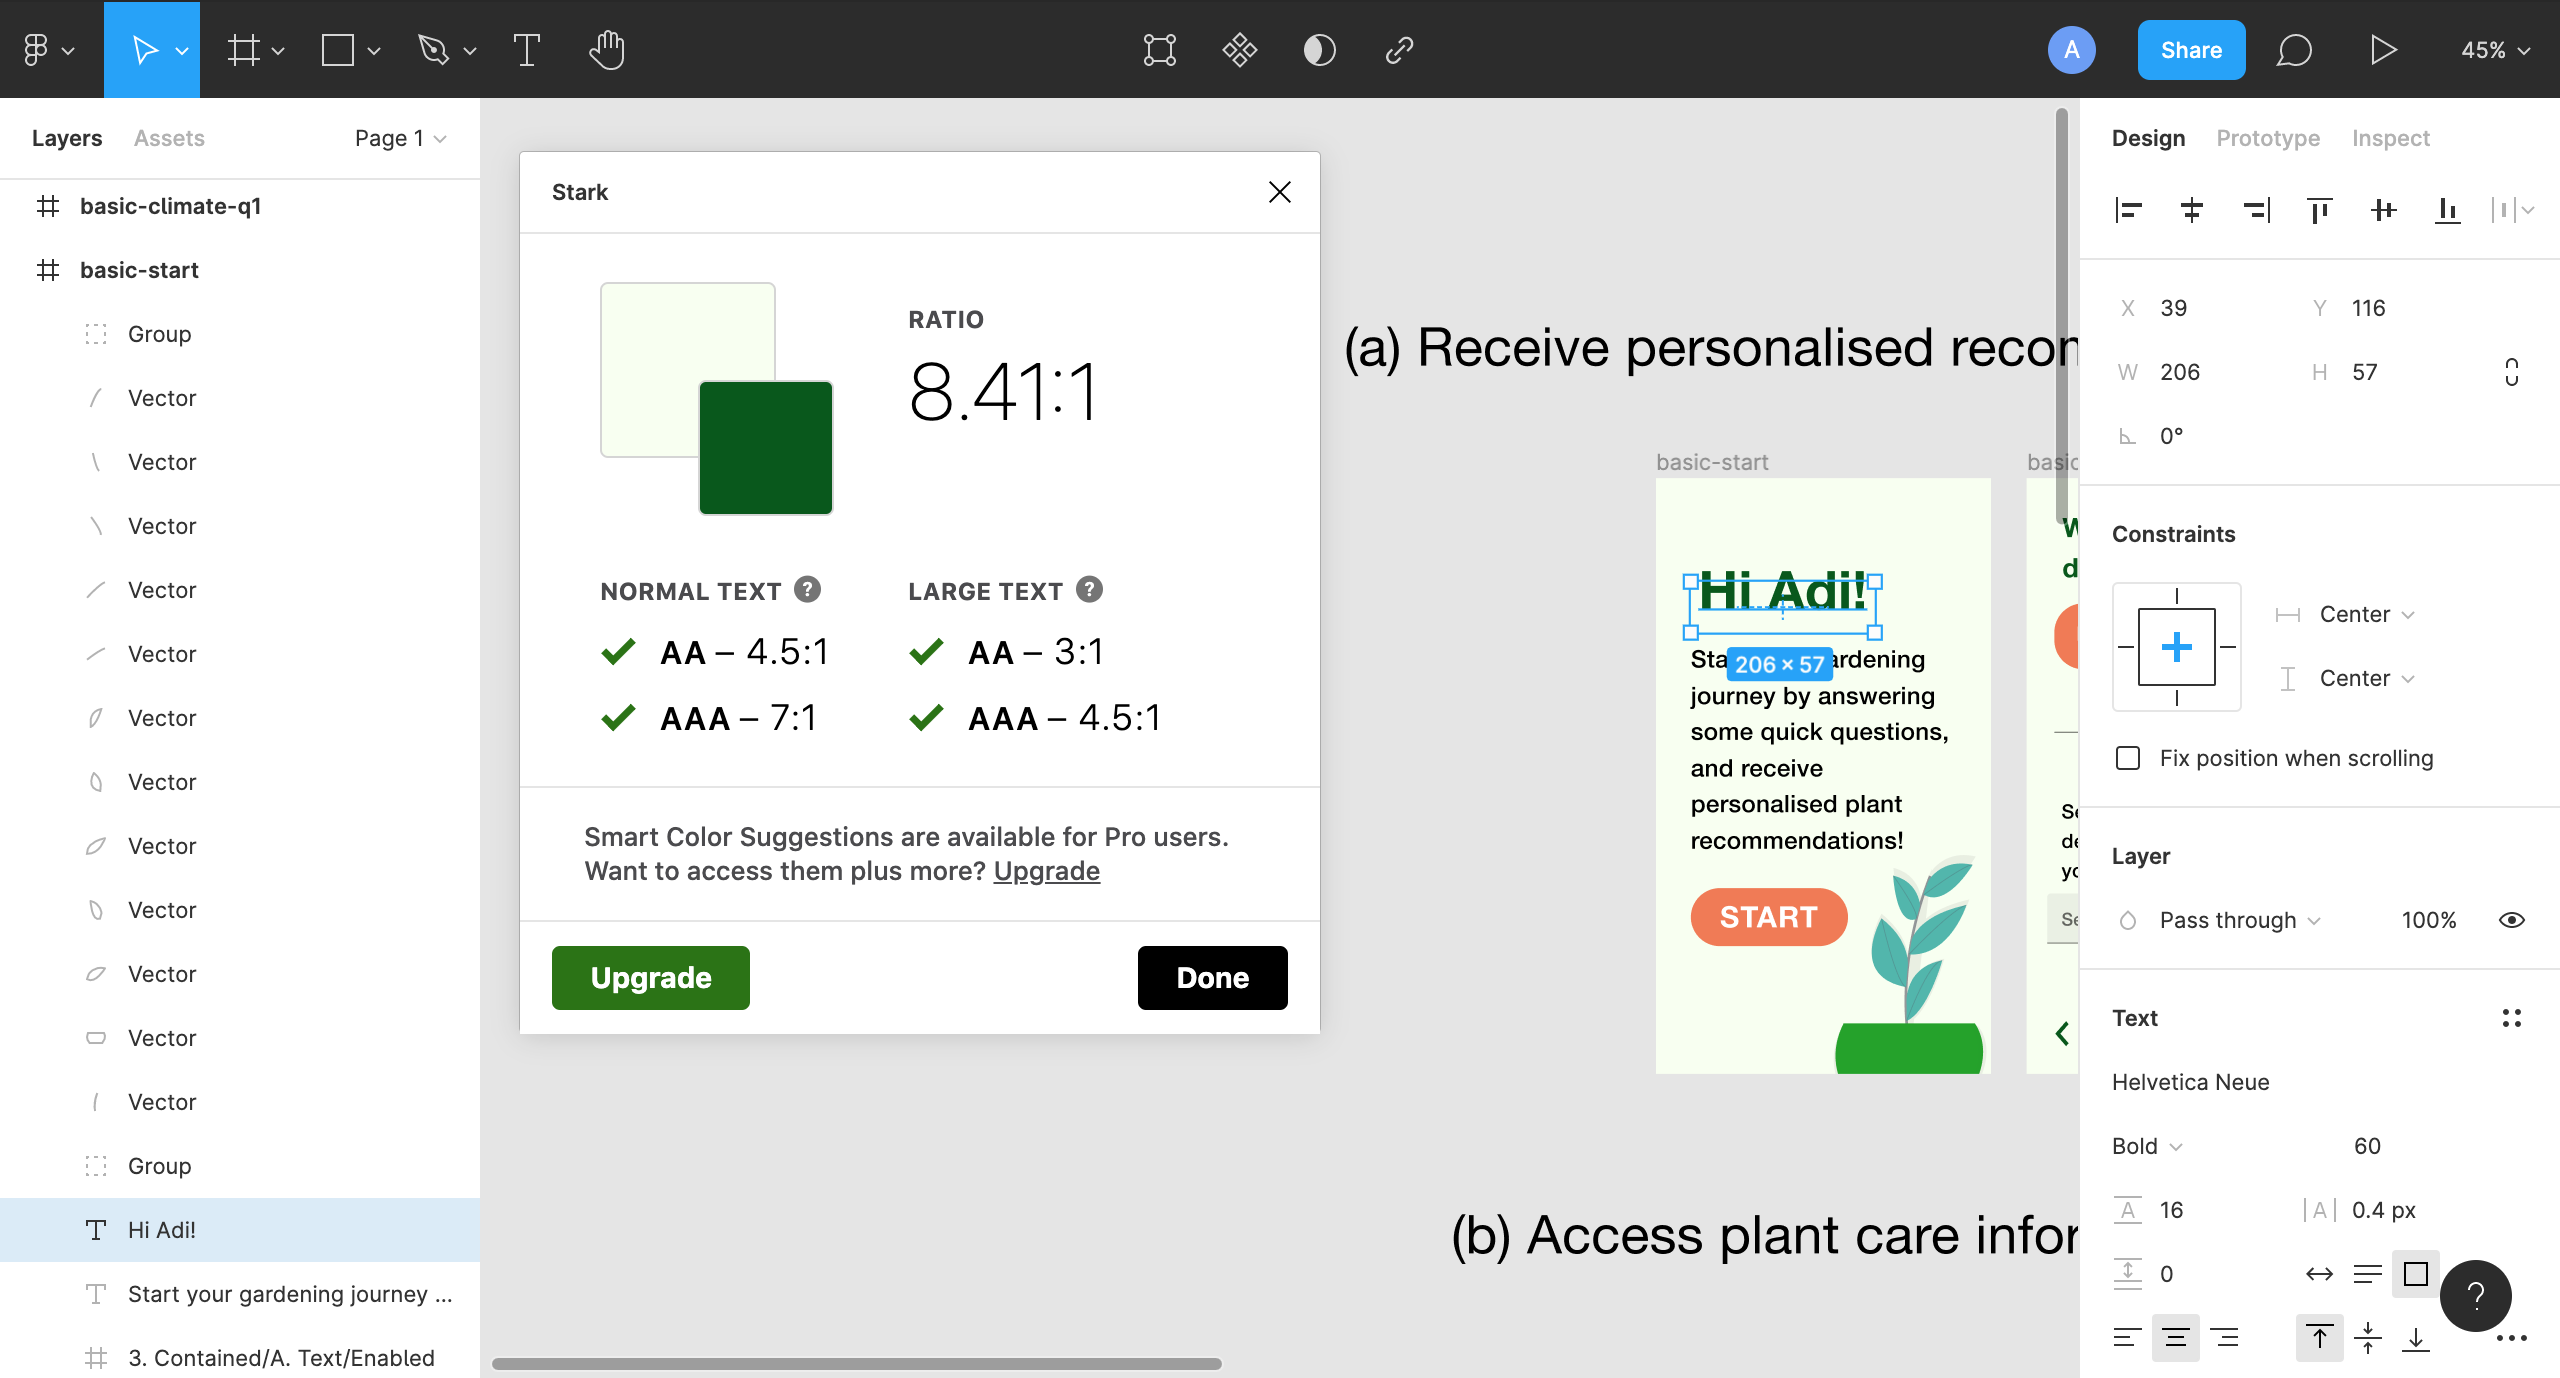 A
Share
45%
Layers
Assets
Page 1
basic-climate-q1
basic-start
Group
Vector
Vector
Vector
Vector
Vector
Vector
Vector
Vector
Vector
Vector
Vector
Vector
Group
Hi Adi!
Start your gardening journey ...
3. Contained/A. Text/Enabled
Stark
RATIO
8.41:1
NORMAL TEXT ?
AA – 4.5:1
AAA – 7:1
LARGE TEXT ?
AA – 3:1
AAA – 4.5:1
Smart Color Suggestions are available for Pro users.
Want to access them plus more? Upgrade
Upgrade
Done
(a) Receive personalised recom
basic-start
Hi Adi!
206 × 57
Sta ardening
journey by answering
some quick questions,
and receive
personalised plant
recommendations!
START
basic
W
d
Se
de
yo
Se
(b) Access plant care infor
Design
Prototype
Inspect
X 39
Y 116
W 206
H 57
0°
Constraints
Center
Center
Fix position when scrolling
Layer
Pass through
100%
Text
Helvetica Neue
Bold
60
A 16
|A| 0.4 px
0
?